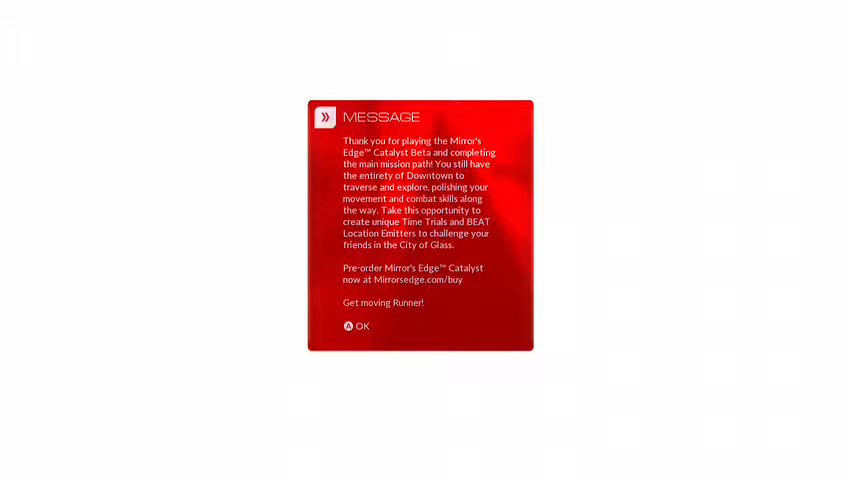 MESSAGE
Thank you for playing the Mirror's
Edge™ Catalyst Beta and completing
the main mission path! You still have
the entirety of Downtown to
traverse and explore, polishing your
movement and combat skills along
the way. Take this opportunity to
create unique Time Trials and BEAT
Location Emitters to challenge your
friends in the City of Glass.
Pre-order Mirror's Edge™ Catalyst
now at Mirrorsedge.com/buy
Get moving Runner!
A OK